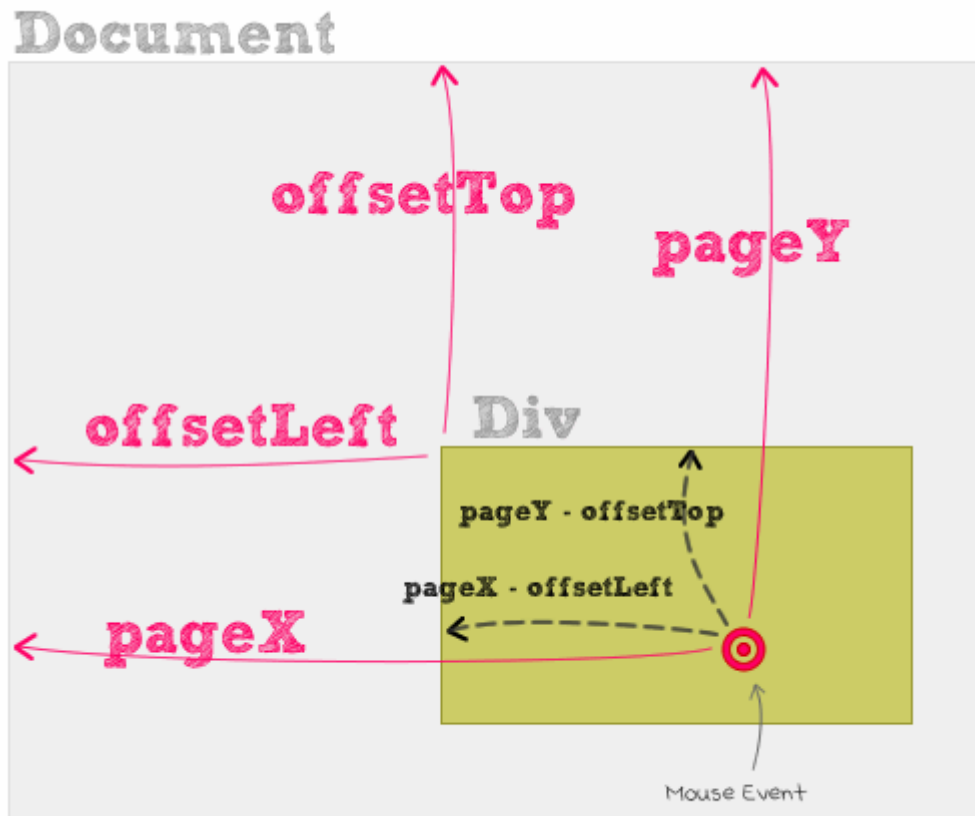 Document
offsetTop
pageY
offsetLeft
Div
pageY - offsetTop
pageX - offsetLeft
pageX
Mouse Event